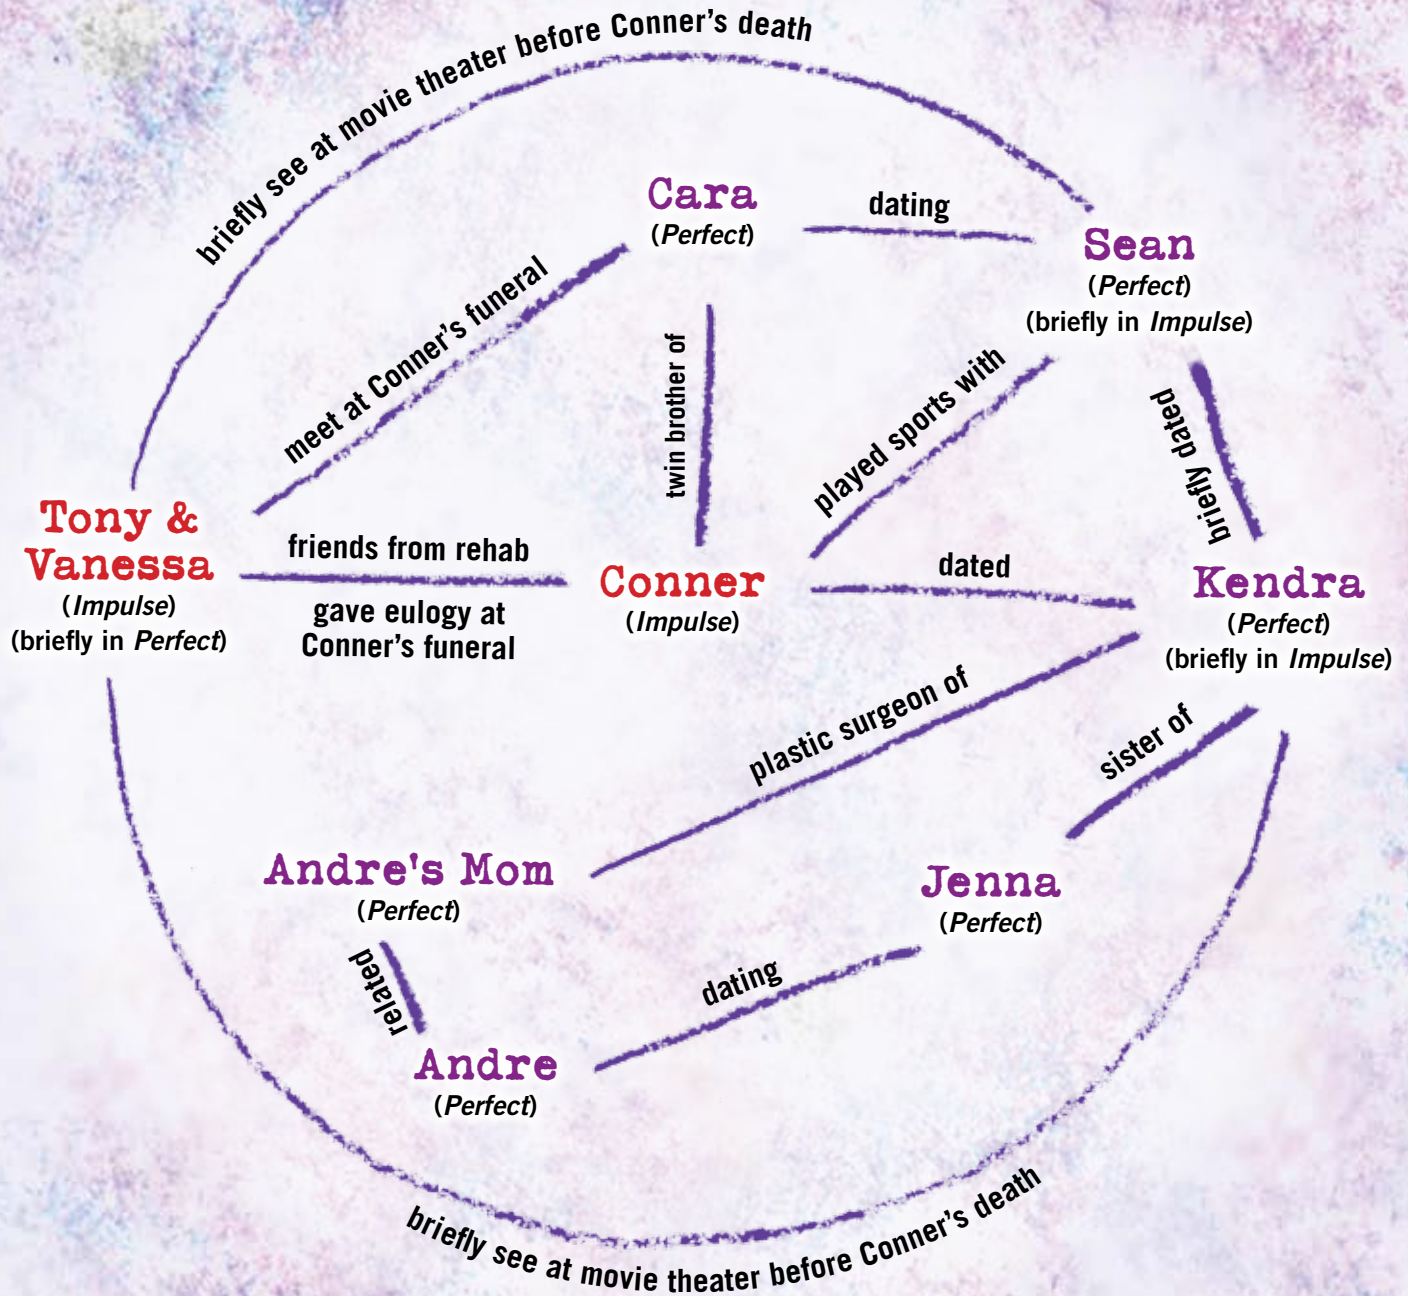 briefly see at movie theater before Conner’s death
Cara
(Perfect)
dating
Sean
(Perfect)
(briefly in Impulse)
meet at Conner’s funeral
twin brother of
played sports with
briefly dated
Tony &
Vanessa
(Impulse)
(briefly in Perfect)
friends from rehab
gave eulogy at
Conner’s funeral
Conner
(Impulse)
dated
Kendra
(Perfect)
(briefly in Impulse)
plastic surgeon of
sister of
Andre's Mom
(Perfect)
Jenna
(Perfect)
related
dating
Andre
(Perfect)
briefly see at movie theater before Conner’s death